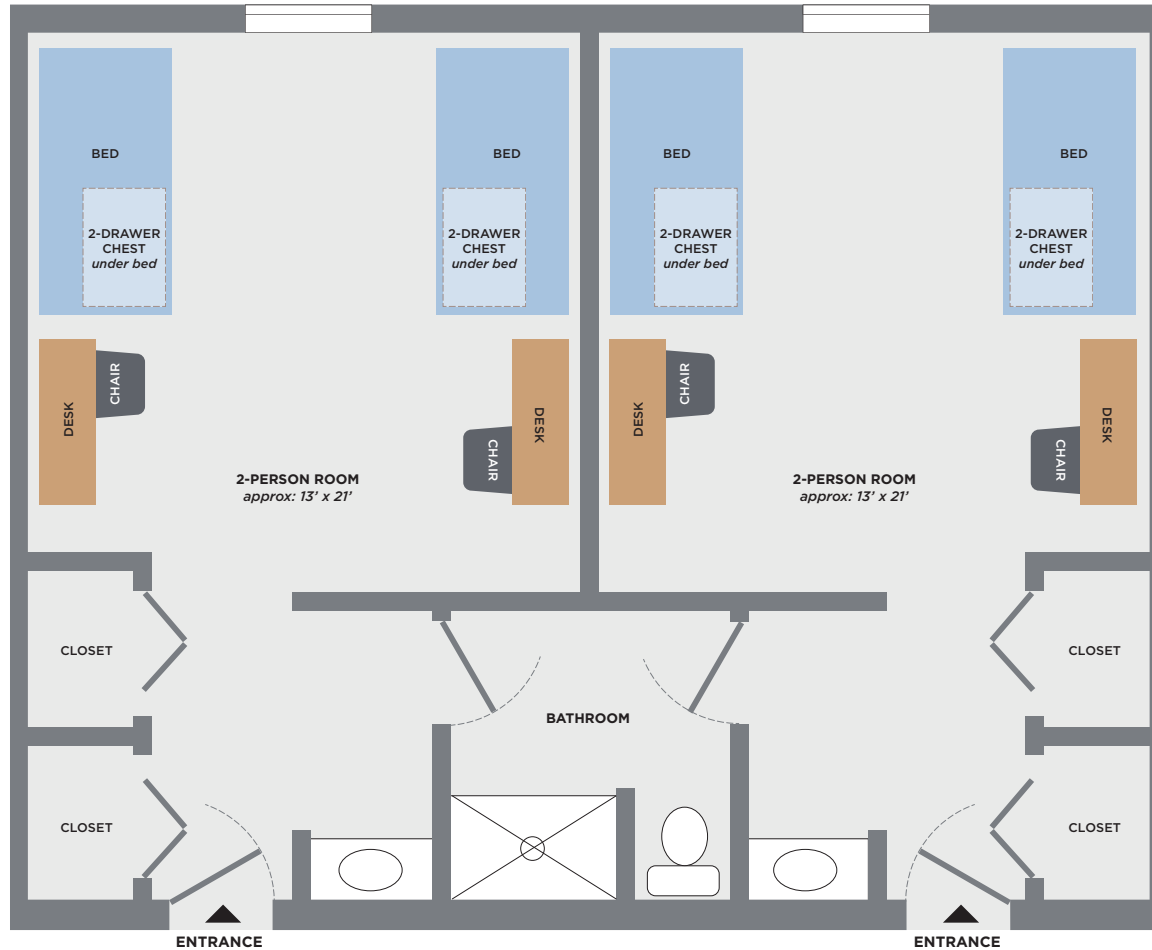 BED
BED
BED
BED
2-DRAWER
CHEST
under bed
2-DRAWER
CHEST
under bed
2-DRAWER
CHEST
under bed
2-DRAWER
CHEST
under bed
DESK
CHAIR
CHAIR
DESK
DESK
CHAIR
CHAIR
DESK
2-PERSON ROOM
approx: 13’ x 21’
2-PERSON ROOM
approx: 13’ x 21’
CLOSET
CLOSET
BATHROOM
CLOSET
CLOSET
ENTRANCE
ENTRANCE